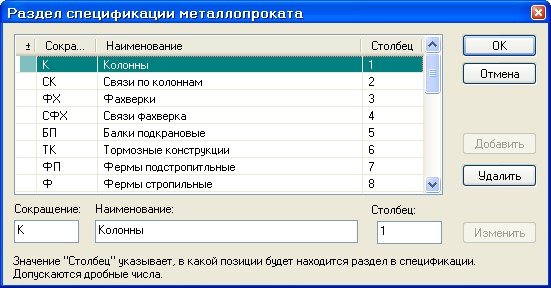 Раздел спецификации металлопроката
± Сокра... Наименование Столбец
К Колонны 1
СК Связи по колоннам 2
ФХ Фахверки 3
СФХ Связи фахверка 4
БП Балки подкрановые 5
ТК Тормозные конструкции 6
ФП Фермы подстропитльные 7
Ф Фермы стропильные 8
OK
Отмена
Добавить
Удалить
Сокращение: Наименование: Столбец:
К Колонны 1
Изменить
Значение "Столбец" указывает, в какой позиции будет находится раздел в спецификации.
Допускаются дробные числа.